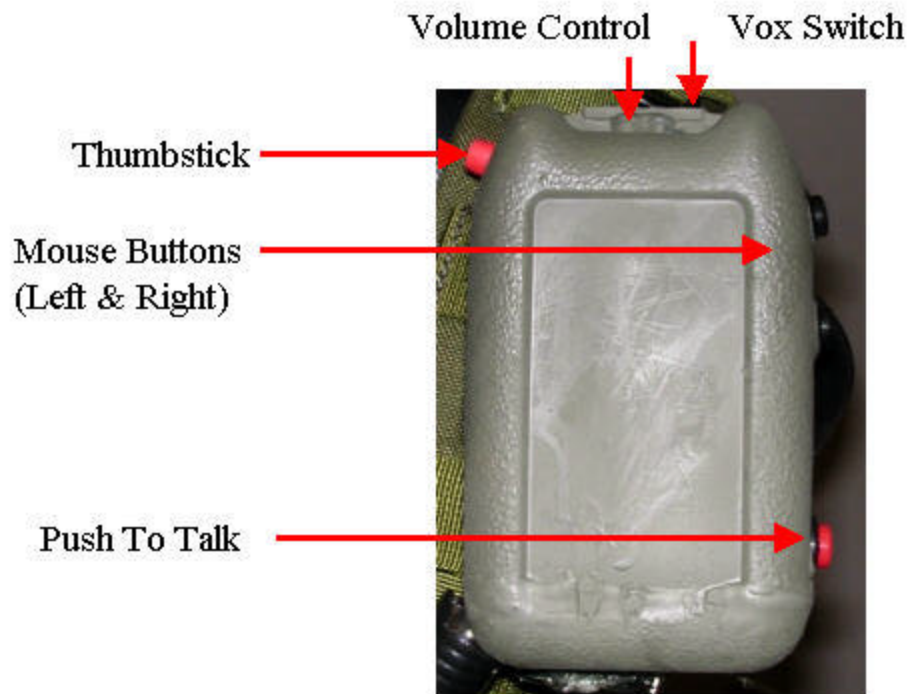 Volume Control
Vox Switch
Thumbstick
Mouse Buttons
(Left & Right)
Push To Talk